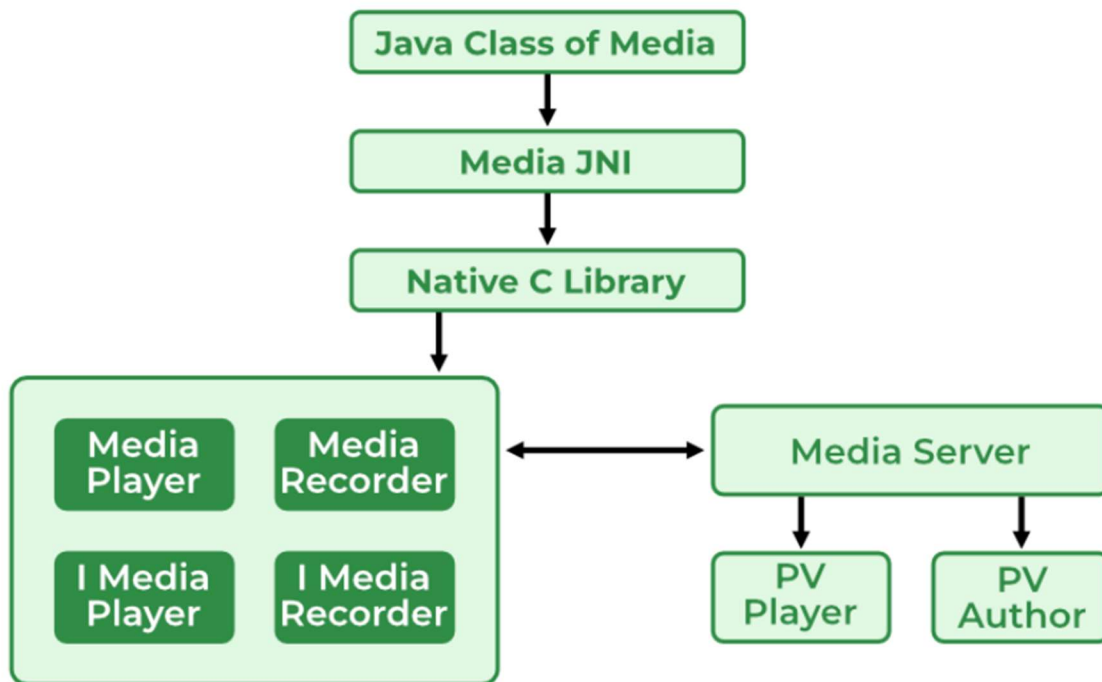 Java Class of Media
Media JNI
Native C Library
Media
Player
Media
Recorder
I Media
Player
I Media
Recorder
Media Server
PV
Player
PV
Author